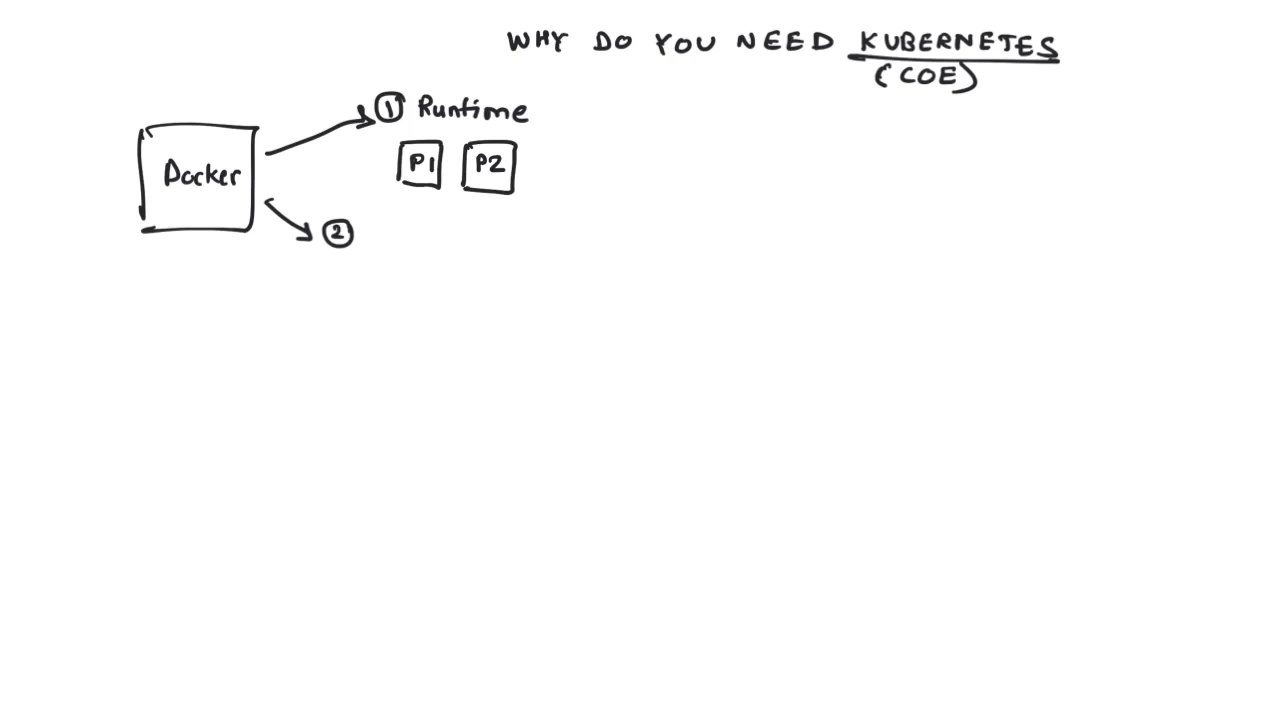 WHY DO YOU NEED KUBERNETES
(COE)
① Runtime
P1 P2
Docker
②